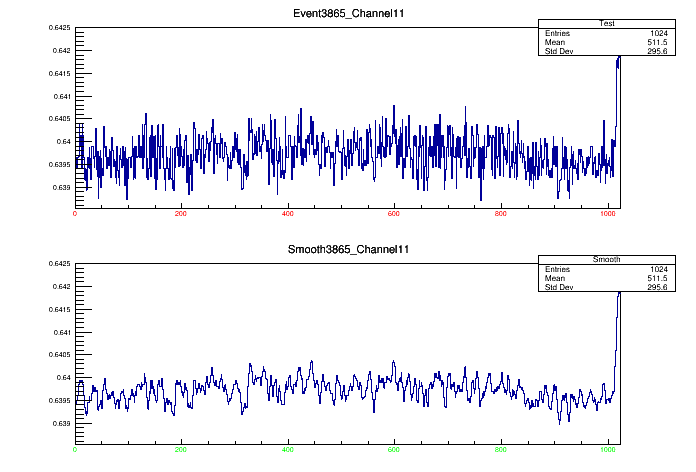 Event3865_Channel11
Test
Entries 1024
Mean 511.5
Std Dev 295.6
0.6425
0.642
0.6415
0.641
0.6405
0.64
0.6395
0.639
0 200 400 600 800 1000
Smooth3865_Channel11
Smooth
Entries 1024
Mean 511.5
Std Dev 295.6
0.6425
0.642
0.6415
0.641
0.6405
0.64
0.6395
0.639
0 200 400 600 800 1000